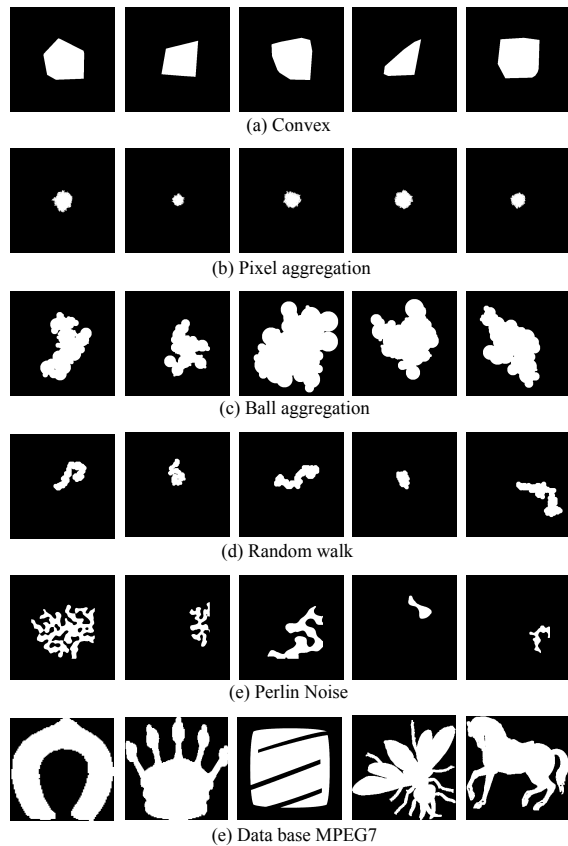 (a) Convex
(b) Pixel aggregation
(c) Ball aggregation
(d) Random walk
(e) Perlin Noise
(e) Data base MPEG7